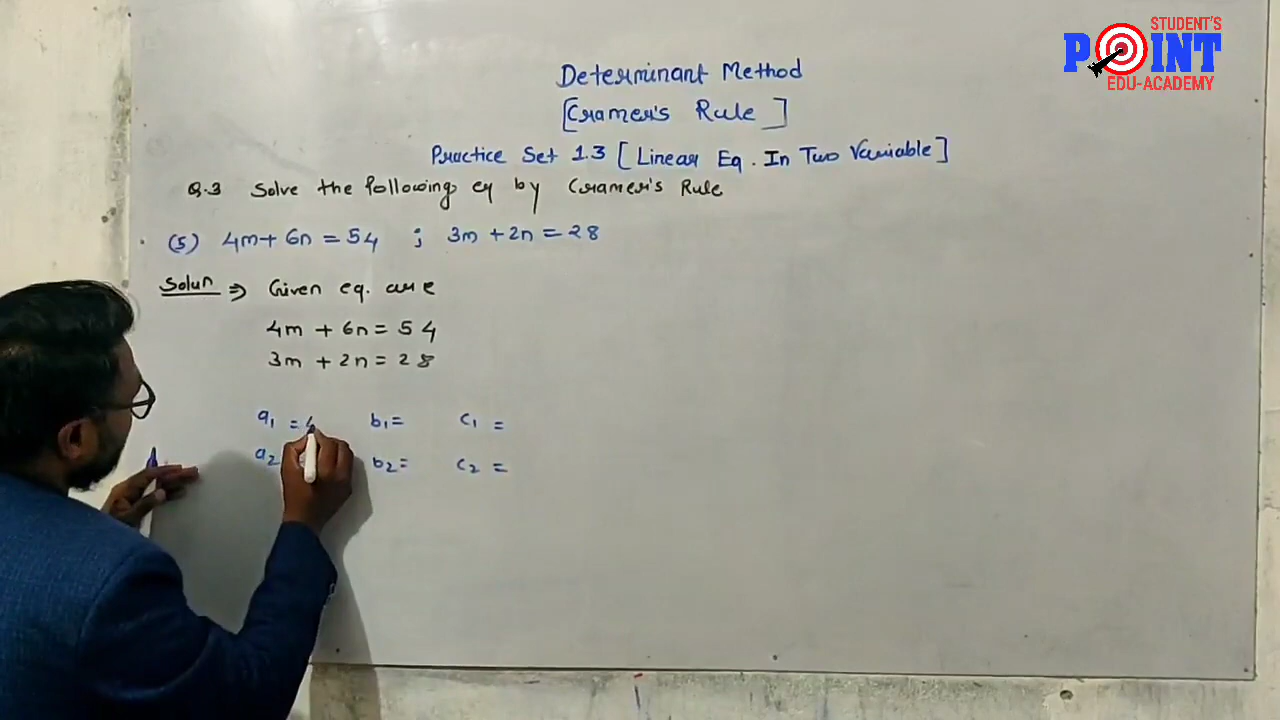 STUDENT'S
POINT
EDU-ACADEMY
Determinant Method
[Cramer's Rule]
Practice Set 1.3 [Linear Eq. In Two Variable]
Q.3 Solve the following eq by Cramer's Rule
(5) 4m+ 6n = 54 ; 3m + 2n = 28
Solun ⇒ Given eq. are
4m + 6n = 54
3m + 2n = 28
a₁ = 4 b₁ = c₁ =
a₂ b₂ = c₂ =